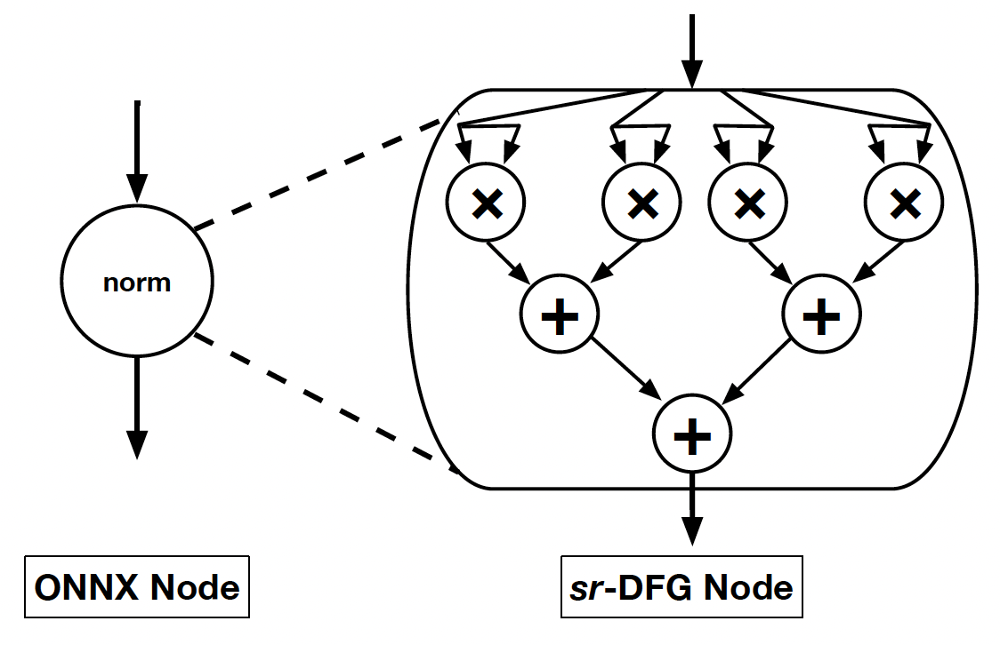 norm
×
×
×
×
+
+
+
ONNX Node
sr-DFG Node